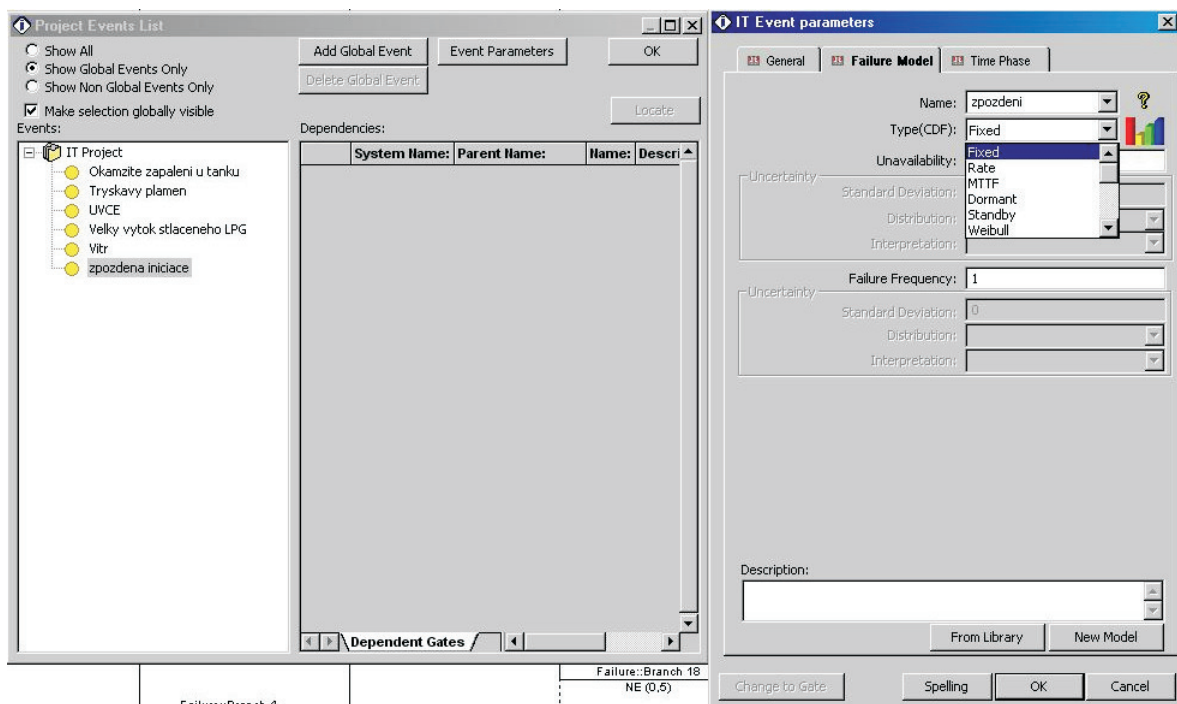 Project Events List
Show All
Show Global Events Only
Show Non Global Events Only
Make selection globally visible
Add Global Event
Event Parameters
OK
Delete Global Event
Locate
Events:
Dependencies:
IT Project
Okamzite zapaleni u tanku
Tryskavy plamen
UVCE
Velky vytok stlaceneho LPG
Vitr
zpozdena iniciace
System Name: Parent Name: Name: Descri
Dependent Gates
Failure::Branch 18
NE (0,5)
IT Event parameters
General
Failure Model
Time Phase
Name: zpozdeni
Type(CDF): Fixed
Unavailability:
Fixed
Rate
MTTF
Dormant
Standby
Weibull
Uncertainty
Standard Deviation:
Distribution:
Interpretation:
Failure Frequency: 1
Uncertainty
Standard Deviation: 0
Distribution:
Interpretation:
Description:
From Library
New Model
Change to Gate
Spelling
OK
Cancel